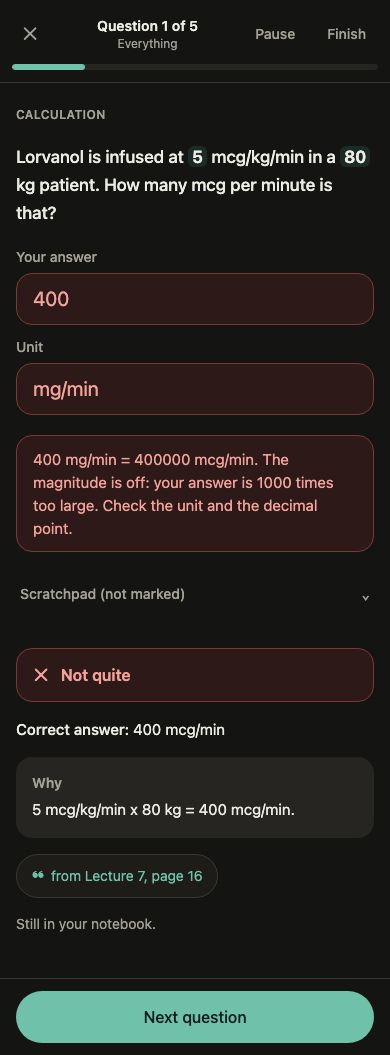 Question 1 of 5
Everything
Pause
Finish
CALCULATION
Lorvanol is infused at 5 mcg/kg/min in a 80
kg patient. How many mcg per minute is
that?
Your answer
400
Unit
mg/min
400 mg/min = 400000 mcg/min. The
magnitude is off: your answer is 1000 times
too large. Check the unit and the decimal
point.
Scratchpad (not marked)
Not quite
Correct answer: 400 mcg/min
Why
5 mcg/kg/min x 80 kg = 400 mcg/min.
❝ from Lecture 7, page 16
Still in your notebook.
Next question